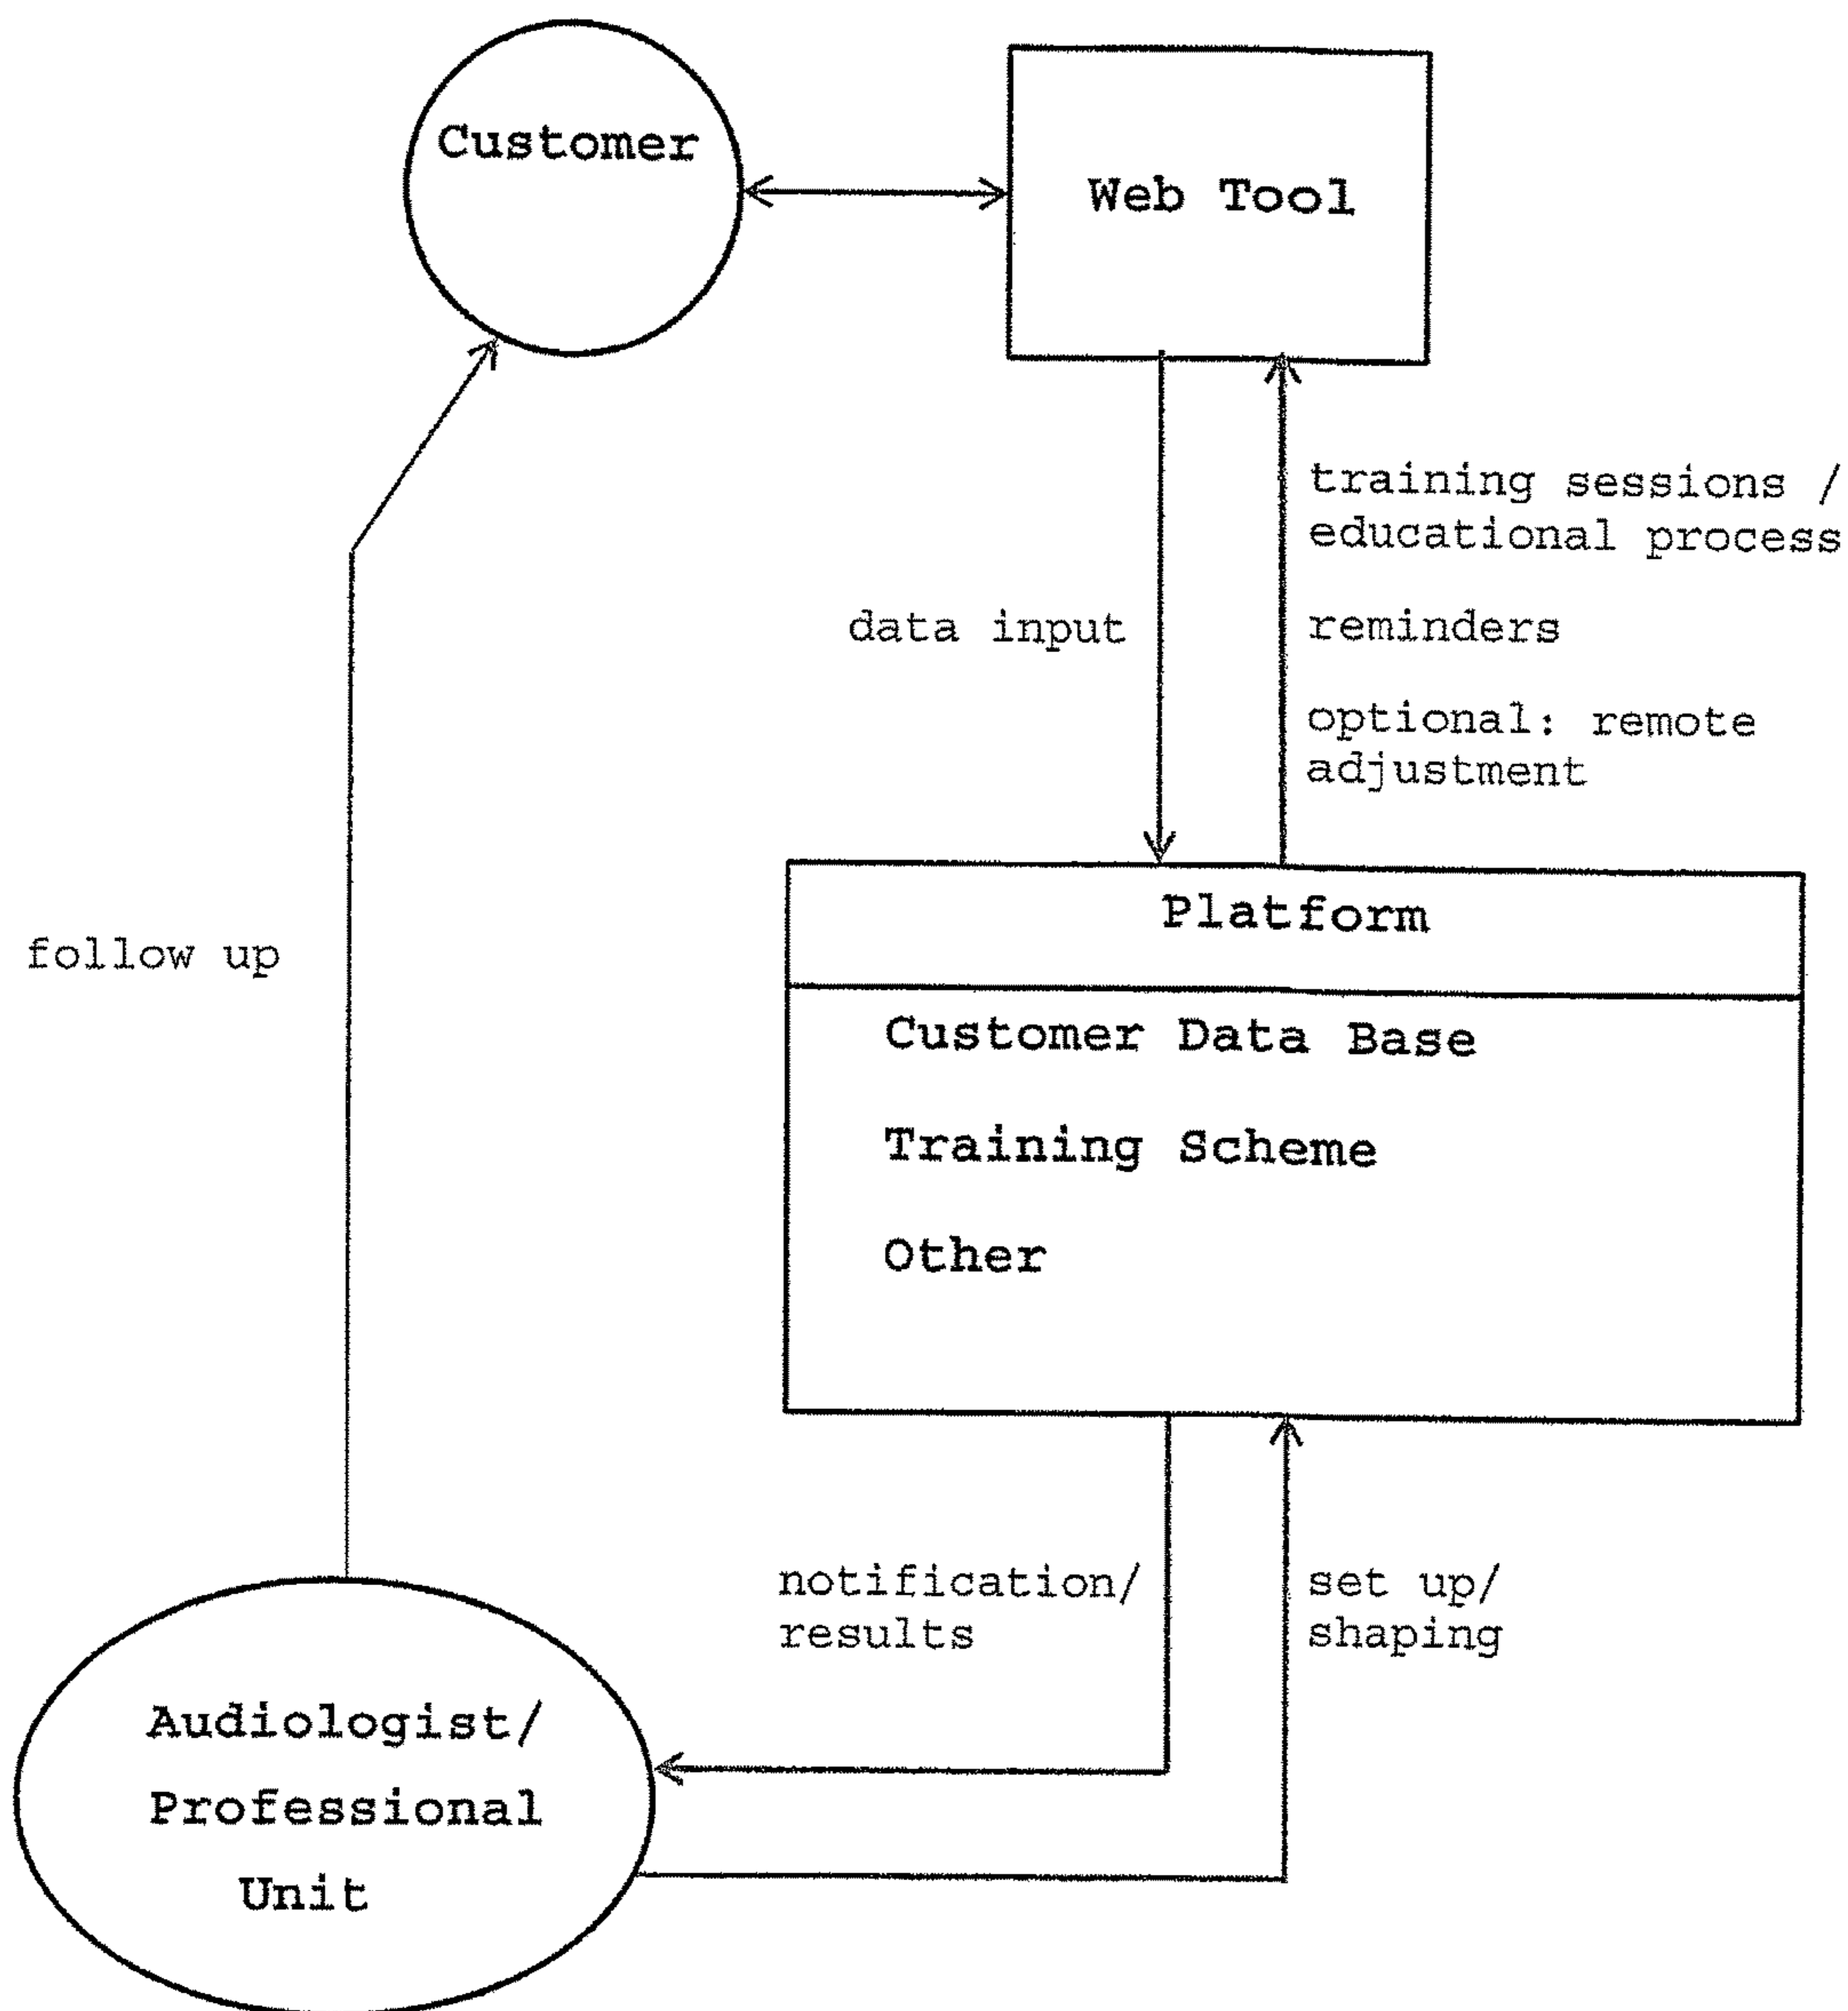 Customer
Web Tool
training sessions /
educational process
data input
reminders
optional: remote
adjustment
Platform
follow up
Customer Data Base
Training Scheme
Other
notification/
results
set up/
shaping
Audiologist/
Professional
Unit